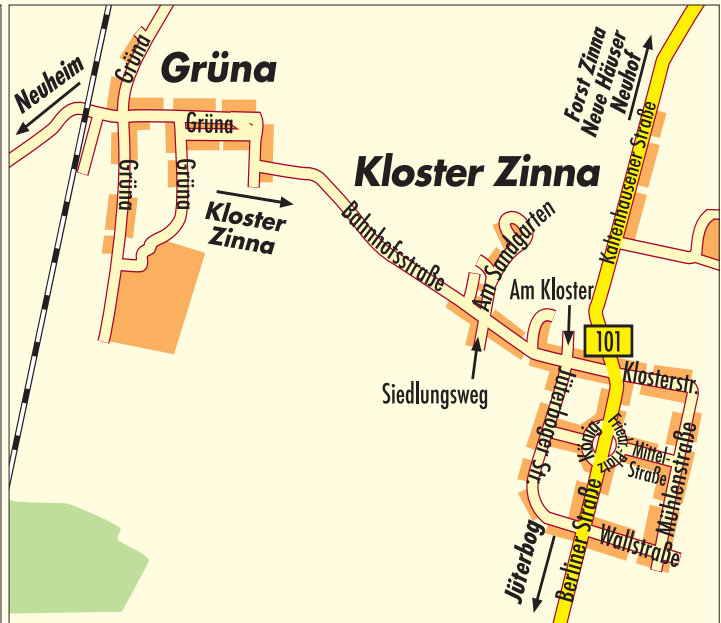 Grüna
Neuheim
Grüna
Grüna
Grüna
Grüna
Kloster
Zinna
Kloster Zinna
Forst Zinna
Neue Häuser
Neuhof
Kaltenhausener Straße
Bahnhofsstraße
Am Sandgarten
Am Kloster
101
Siedlungsweg
Klosterstr.
Jüterboger Str.
König-
Friedr.-Platz
Mittel-
Straße
Mühlenstraße
Wallstraße
Berliner Straße
Jüterbog